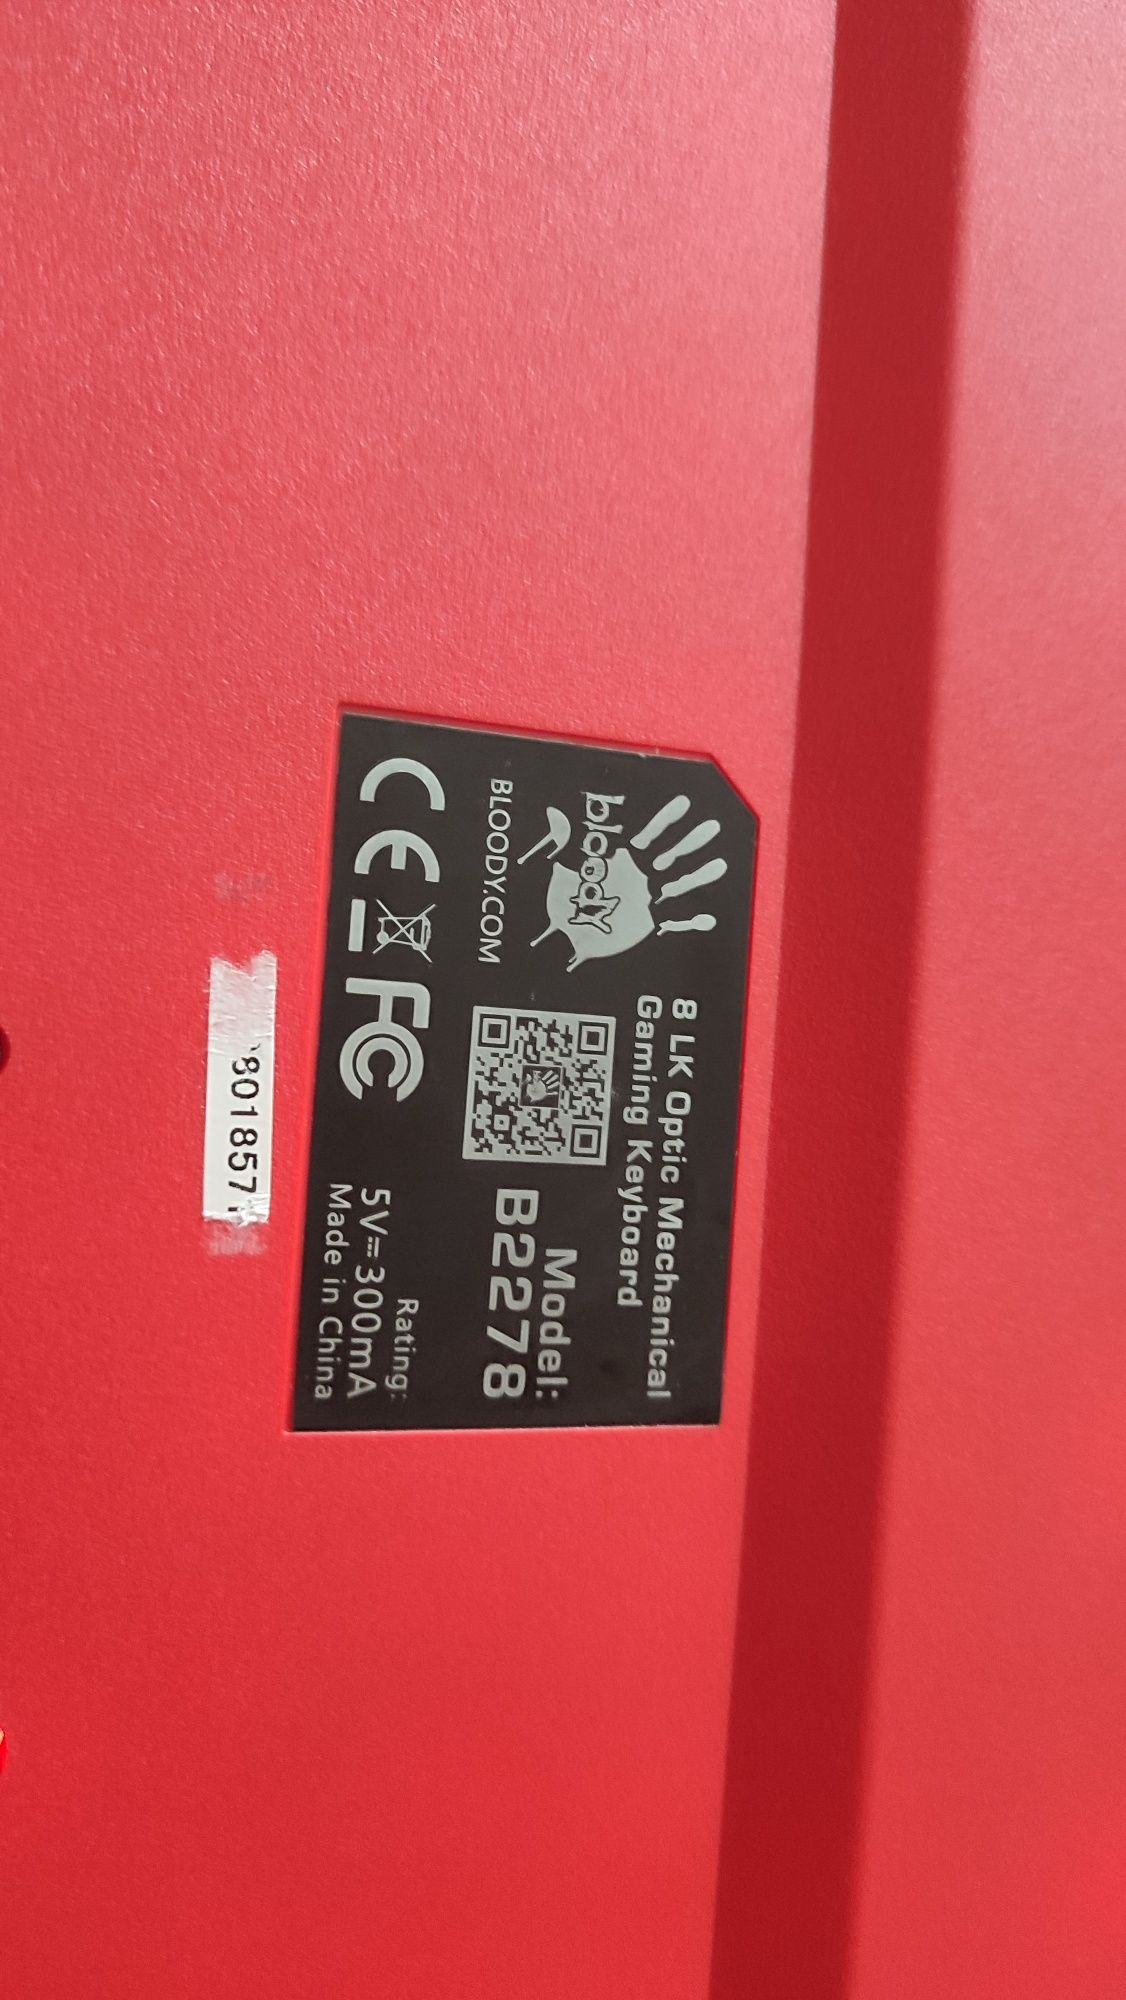 bloody
BLOODY.COM
8 LK Optic Mechanical
Gaming Keyboard
Model:
B2278
CE
FC
Rating:
5V⎓300mA
Made in China
801857